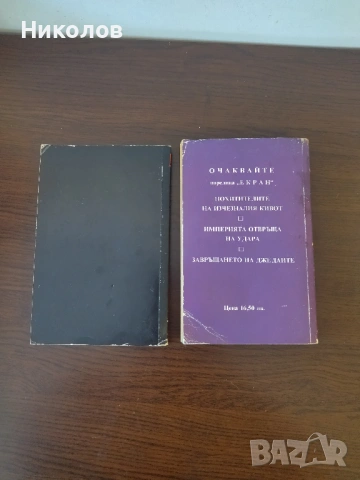 Николов
ОЧАКВАЙТЕ
поредица „ЕКРАН"
ПОХИТИТЕЛИТЕ
НА ИЗЧЕЗНАЛИЯ КИВОТ
ИМПЕРИЯТА ОТВРЪЩА
НА УДАРА
ЗАВРЪЩАНЕТО НА ДЖЕДАИТЕ
Цена 16,50 лв.
BAZAR